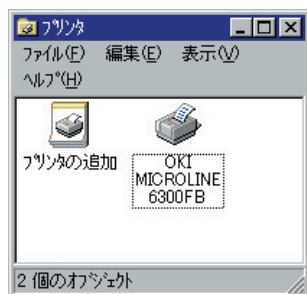 プリンタ
ファイル(F) 編集(E) 表示(V)
ヘルプ(H)
プリンタの追加
OKI
MICROLINE
6300FB
2 個のオブジェクト